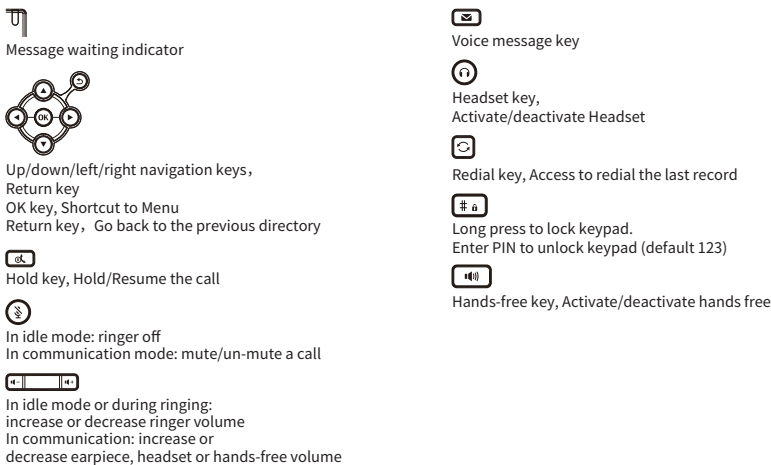 Message waiting indicator
OK
Up/down/left/right navigation keys，
Return key
OK key, Shortcut to Menu
Return key，Go back to the previous directory
Hold key, Hold/Resume the call
In idle mode: ringer off
In communication mode: mute/un-mute a call
- +
In idle mode or during ringing:
increase or decrease ringer volume
In communication: increase or
decrease earpiece, headset or hands-free volume
Voice message key
Headset key,
Activate/deactivate Headset
Redial key, Access to redial the last record
#
Long press to lock keypad.
Enter PIN to unlock keypad (default 123)
Hands-free key, Activate/deactivate hands free